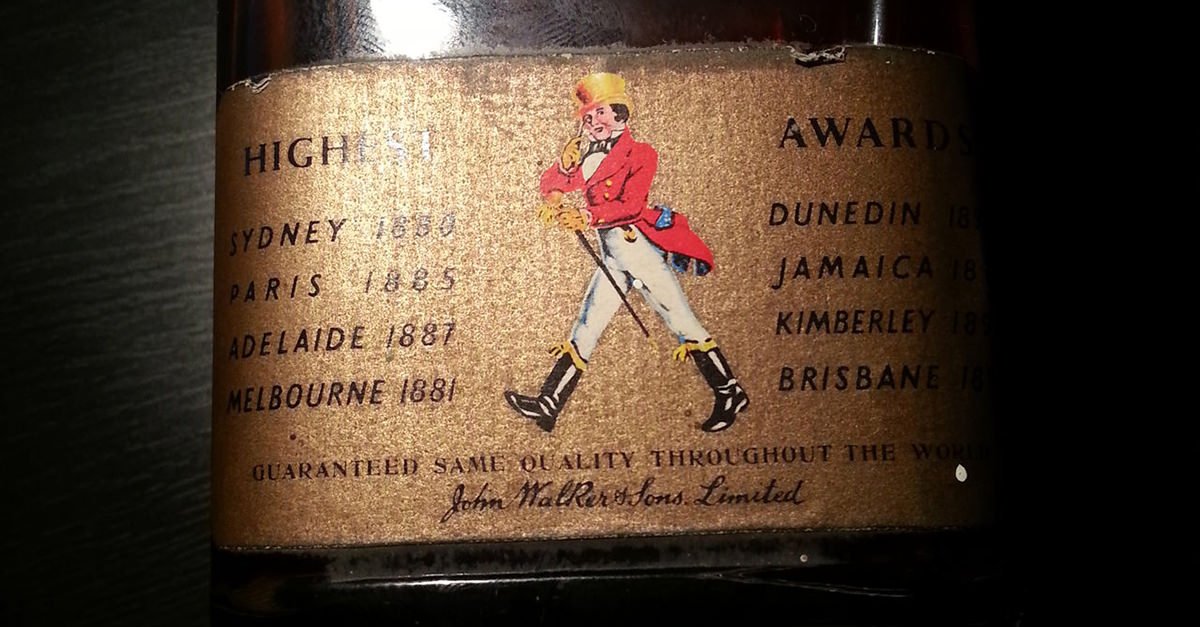 HIGHEST
SYDNEY 1880
PARIS 1885
ADELAIDE 1887
MELBOURNE 1881
AWARDS
DUNEDIN
JAMAICA
KIMBERLEY
BRISBANE
GUARANTEED SAME QUALITY THROUGHOUT THE WORLD
John Walker & Sons. Limited